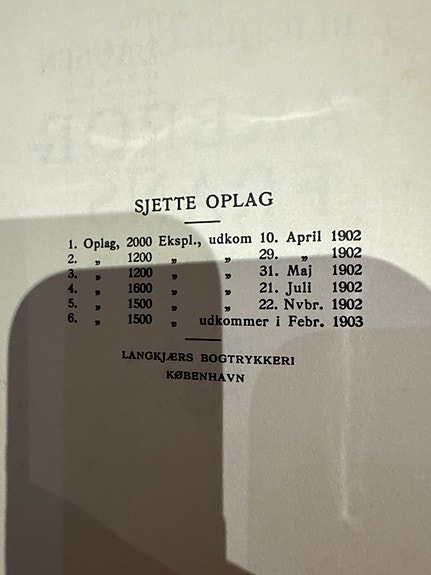 SJETTE OPLAG
1. Oplag, 2000 Ekspl., udkom 10. April 1902
2. „ 1200 „ „ 29. „ 1902
3. „ 1200 „ „ 31. Maj 1902
4. „ 1600 „ „ 21. Juli 1902
5. „ 1500 „ „ 22. Nvbr. 1902
6. „ 1500 „ udkommer i Febr. 1903
LANGKJÆRS BOGTRYKKERI
KØBENHAVN